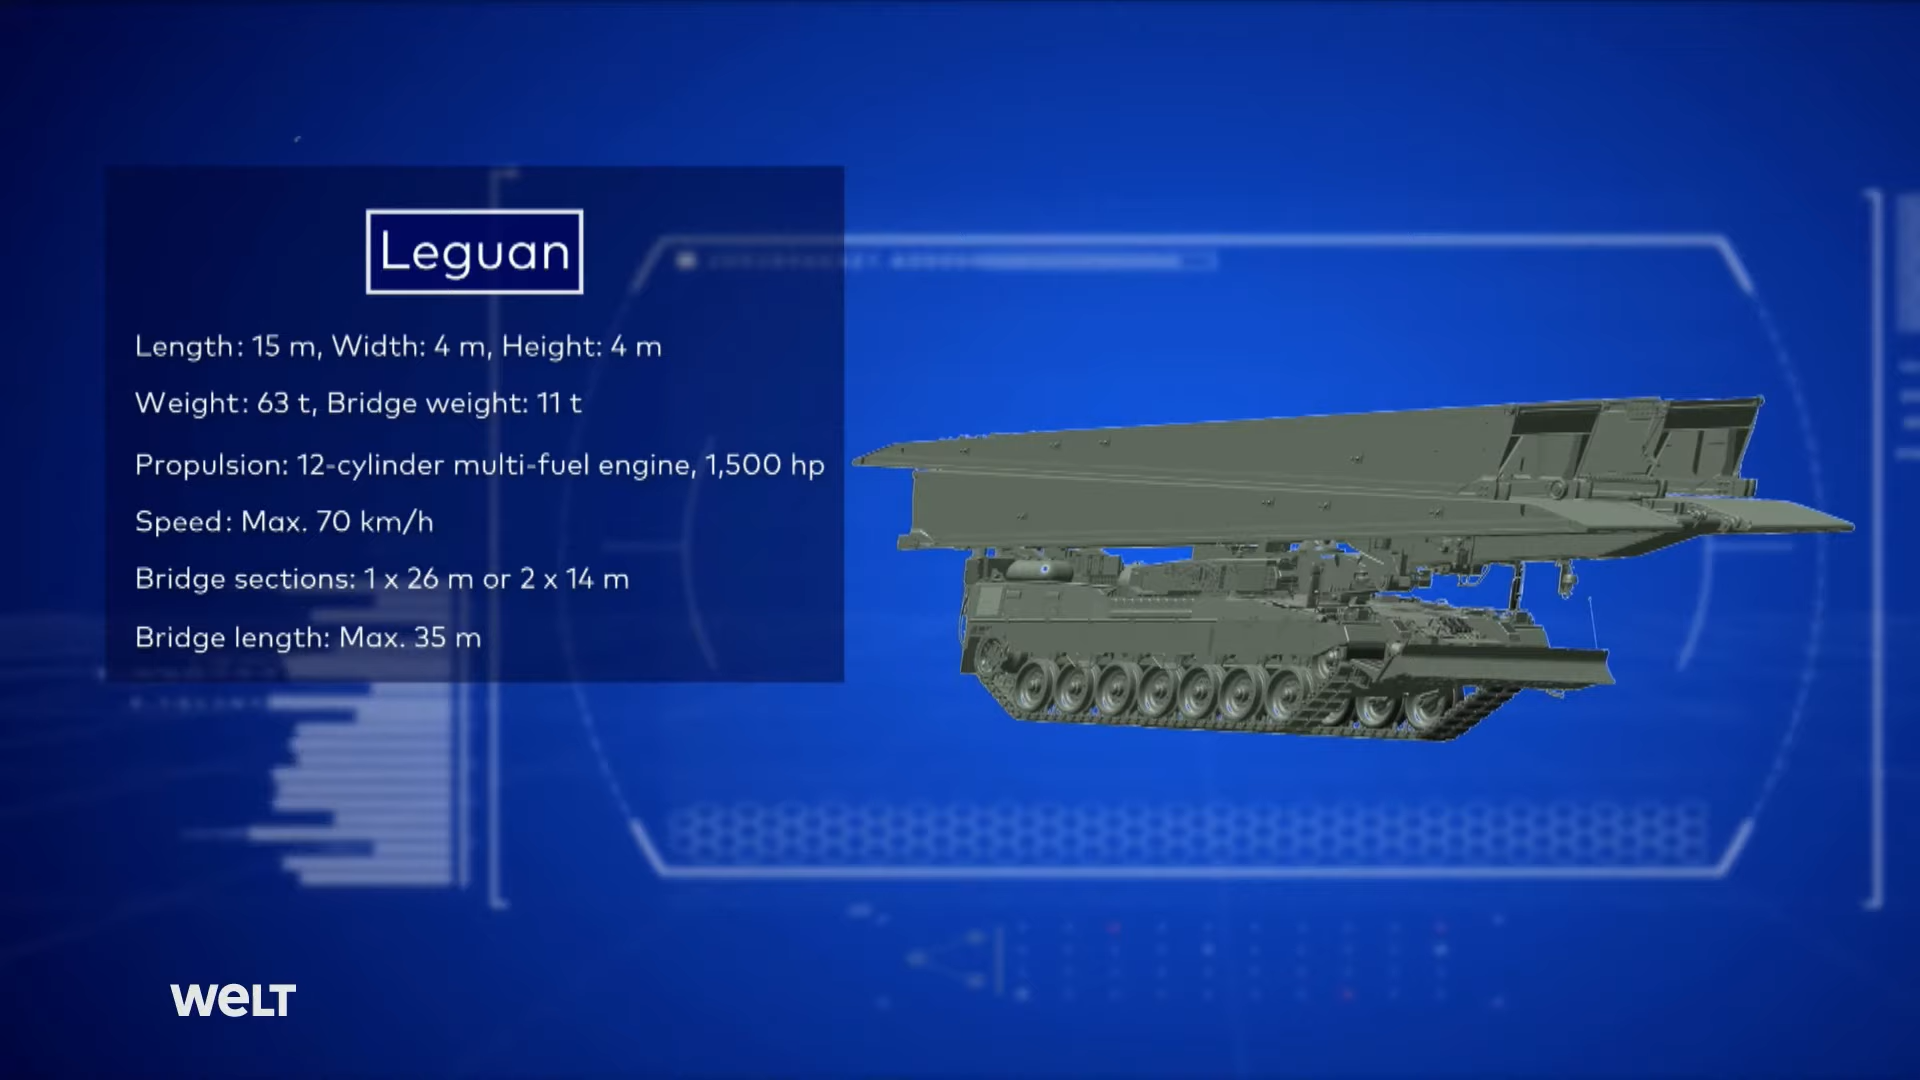 Leguan
Length: 15 m, Width: 4 m, Height: 4 m
Weight: 63 t, Bridge weight: 11 t
Propulsion: 12-cylinder multi-fuel engine, 1,500 hp
Speed: Max. 70 km/h
Bridge sections: 1 x 26 m or 2 x 14 m
Bridge length: Max. 35 m
WELT